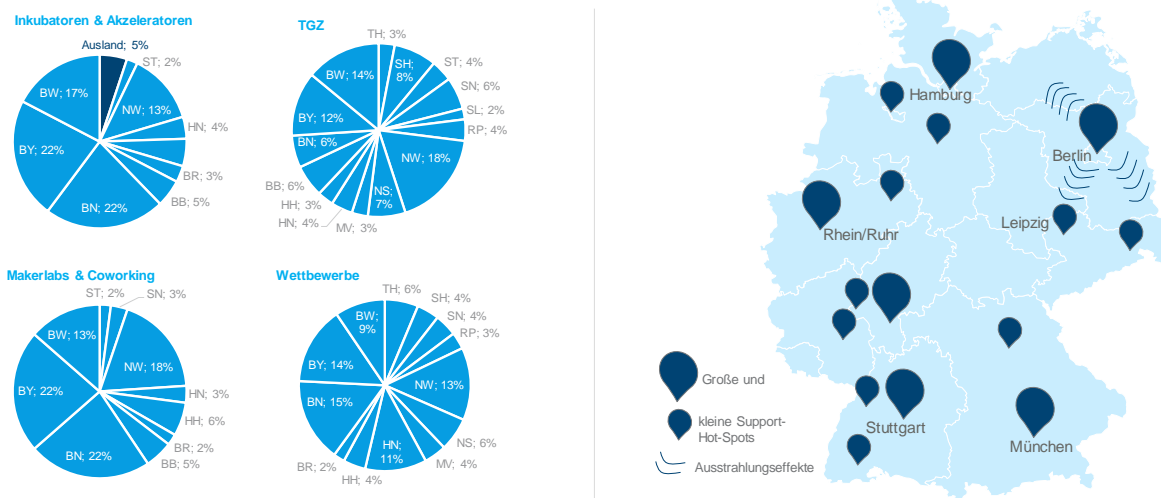 Inkubatoren & Akzeleratoren
Ausland; 5%
ST; 2%
NW; 13%
HN; 4%
BR; 3%
BB; 5%
BN; 22%
BY; 22%
BW; 17%
TGZ
TH; 3%
SH;
8%
ST; 4%
SN; 6%
SL; 2%
RP; 4%
NW; 18%
NS;
7%
MV; 3%
HN; 4%
HH; 3%
BB; 6%
BN; 6%
BY; 12%
BW; 14%
Makerlabs & Coworking
ST; 2%
SN; 3%
NW; 18%
HN; 3%
HH; 6%
BR; 2%
BB; 5%
BN; 22%
BY; 22%
BW; 13%
Wettbewerbe
TH; 6%
SH; 4%
SN; 4%
RP; 3%
NW; 13%
NS; 6%
MV; 4%
HN;
11%
HH; 4%
BR; 2%
BN; 15%
BY; 14%
BW;
9%
Hamburg
Berlin
Leipzig
Rhein/Ruhr
Stuttgart
München
Große und
kleine Support-
Hot-Spots
Ausstrahlungseffekte